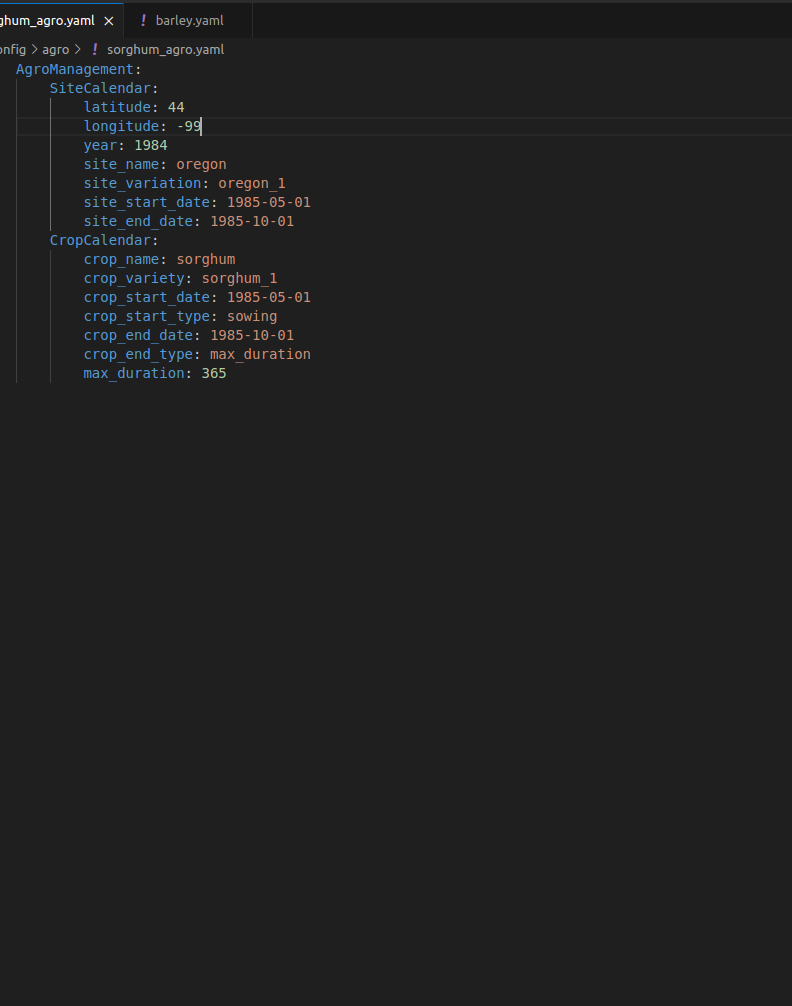 ghum_agro.yaml × ! barley.yaml
onfig > agro > ! sorghum_agro.yaml
AgroManagement:
    SiteCalendar:
        latitude: 44
        longitude: -99
        year: 1984
        site_name: oregon
        site_variation: oregon_1
        site_start_date: 1985-05-01
        site_end_date: 1985-10-01
    CropCalendar:
        crop_name: sorghum
        crop_variety: sorghum_1
        crop_start_date: 1985-05-01
        crop_start_type: sowing
        crop_end_date: 1985-10-01
        crop_end_type: max_duration
        max_duration: 365